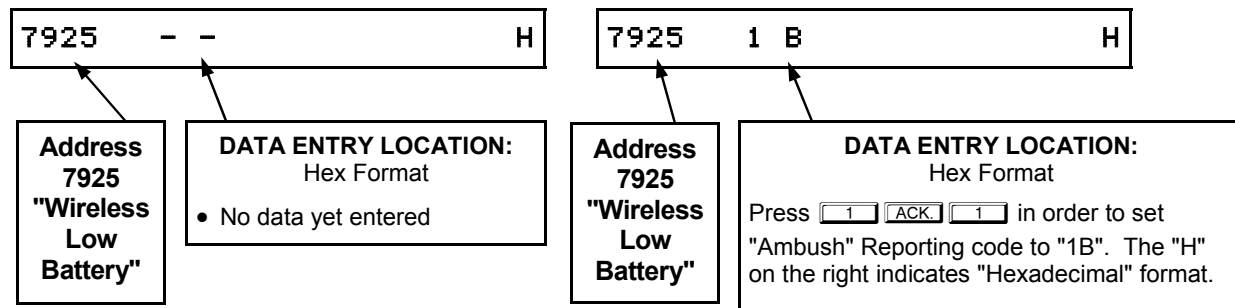 7925 – – H
Address
7925
"Wireless
Low
Battery"
DATA ENTRY LOCATION:
Hex Format
• No data yet entered
7925 1 B H
Address
7925
"Wireless
Low
Battery"
DATA ENTRY LOCATION:
Hex Format
Press 1 ACK. 1 in order to set
"Ambush" Reporting code to "1B". The "H"
on the right indicates "Hexadecimal" format.